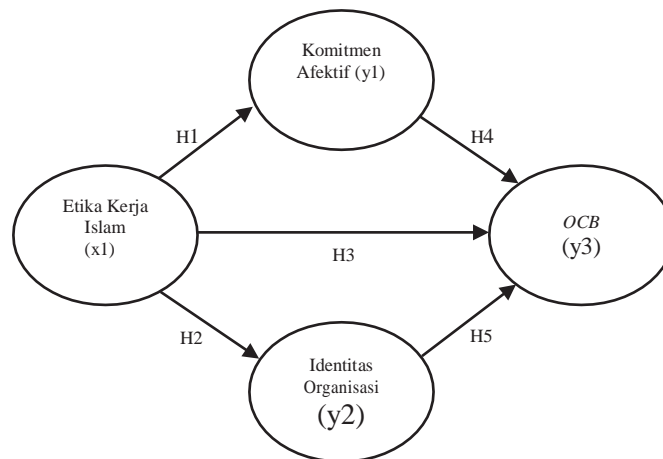 Komitmen
Afektif (y1)
H1
H4
Etika Kerja
Islam
(x1)
OCB
(y3)
H3
H2
H5
Identitas
Organisasi
(y2)